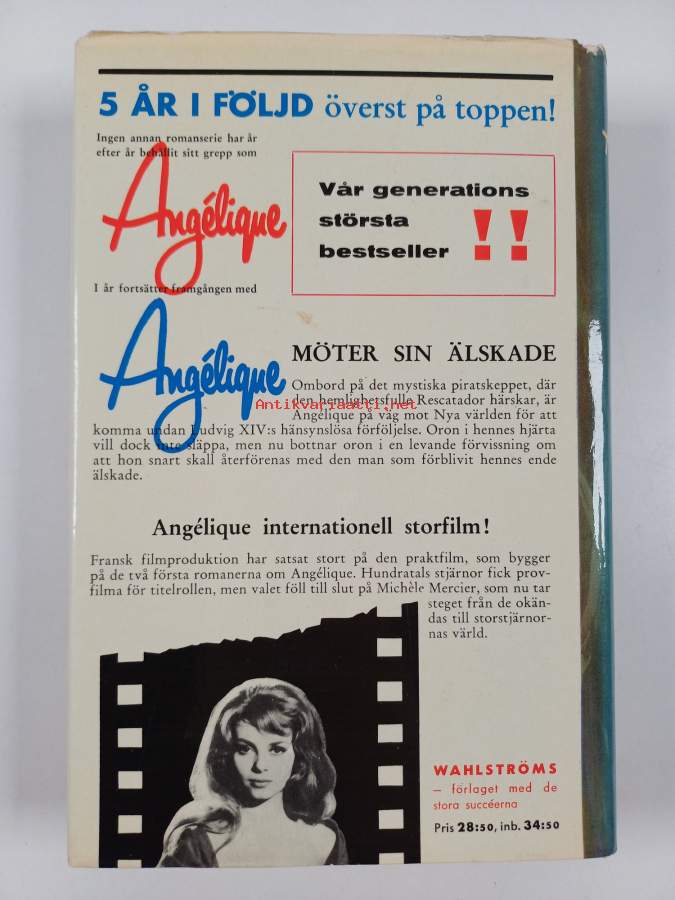 5 ÅR I FÖLJD överst på toppen!
Ingen annan romanserie har år
efter år behållit sitt grepp som
Angélique
Vår generations
största
bestseller !!
I år fortsätter framgången med
Angélique
MÖTER SIN ÄLSKADE
Ombord på det mystiska piratskeppet, där
den hemlighetsfulle Rescatador härskar, är
Antikvariaatti.net
Angélique på väg mot Nya världen för att
komma undan Ludvig XIV:s hänsynslösa förföljelse. Oron i hennes hjärta
vill dock inte släppa, men nu bottnar oron i en levande förvissning om
att hon snart skall återförenas med den man som förblivit hennes ende
älskade.
Angélique internationell storfilm!
Fransk filmproduktion har satsat stort på den praktfilm, som bygger
på de två första romanerna om Angélique. Hundratals stjärnor fick prov-
filma för titelrollen, men valet föll till slut på Michèle Mercier, som nu tar
steget från de okän-
das till storstjärnor-
nas värld.
WAHLSTRÖMS
– förlaget med de
stora succéerna
Pris 28:50, inb. 34:50